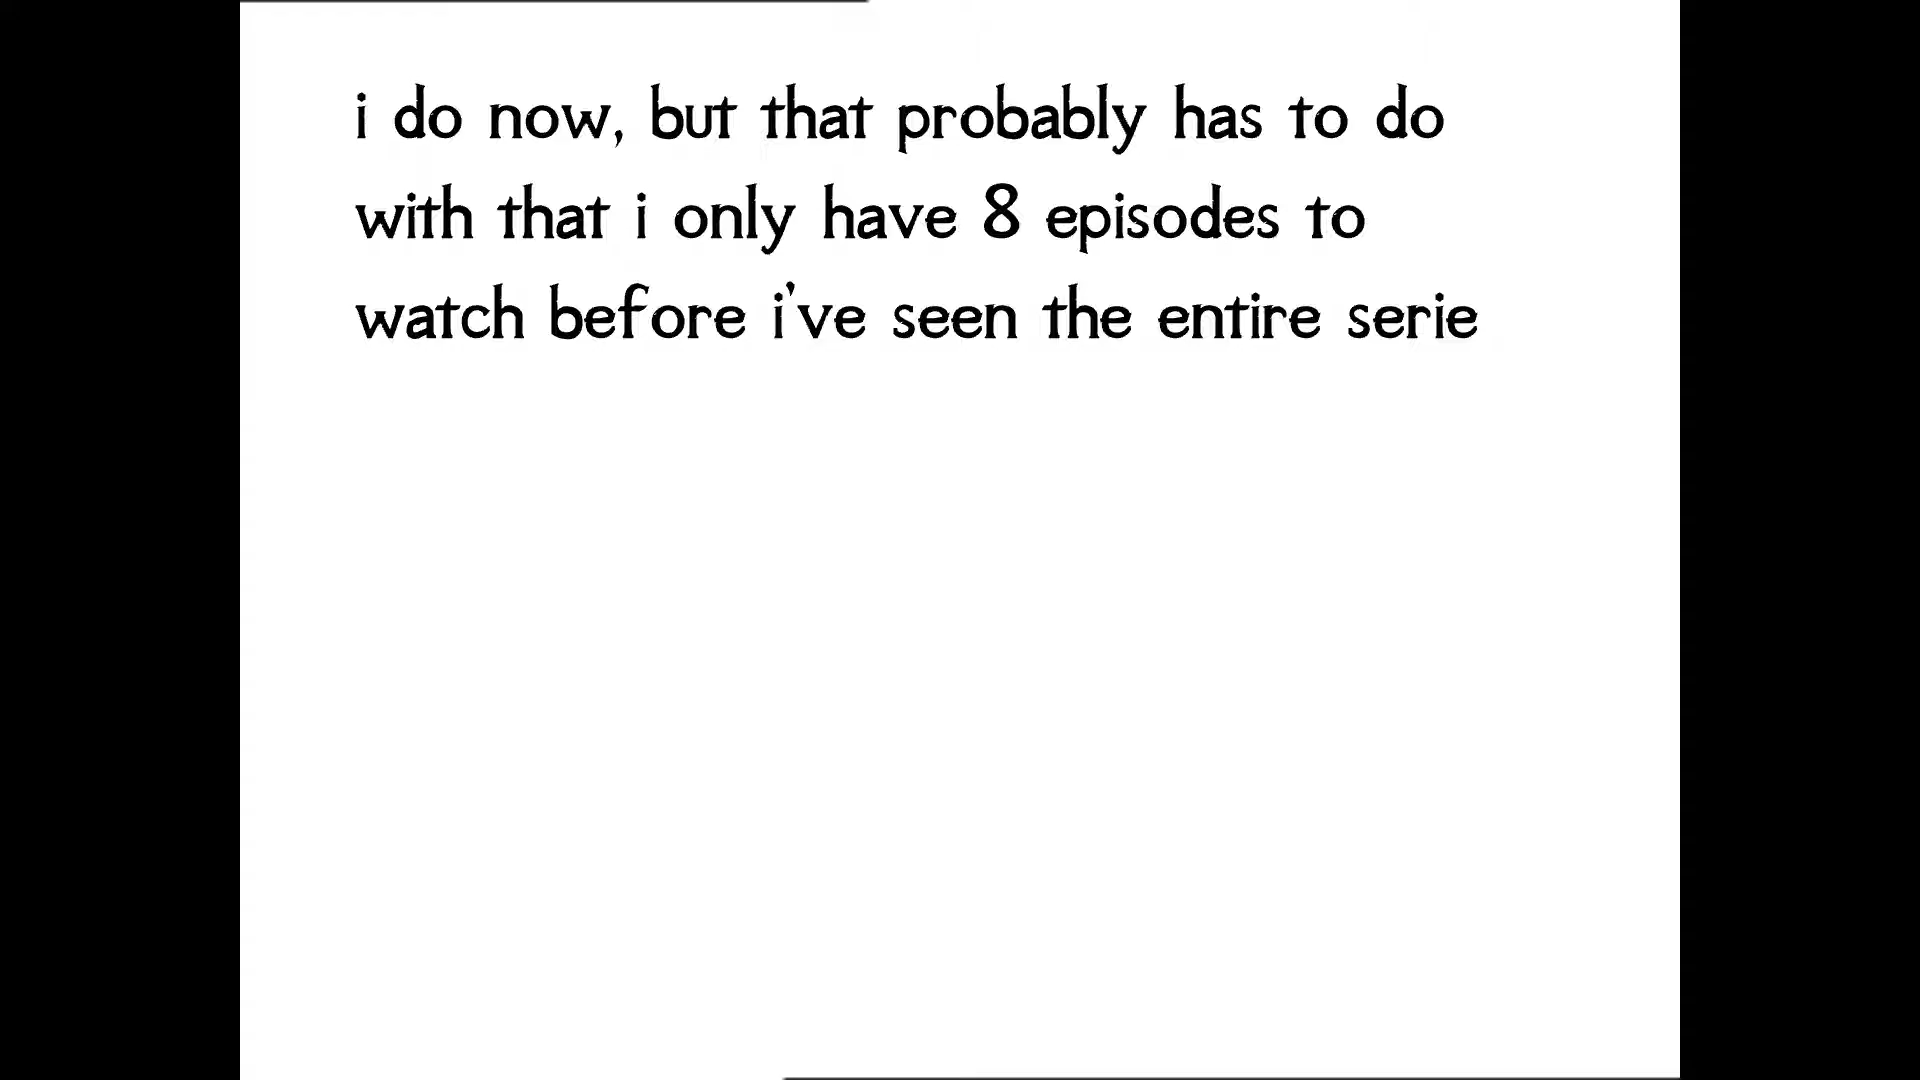 i do now, but that probably has to do
with that i only have 8 episodes to
watch before i've seen the entire serie